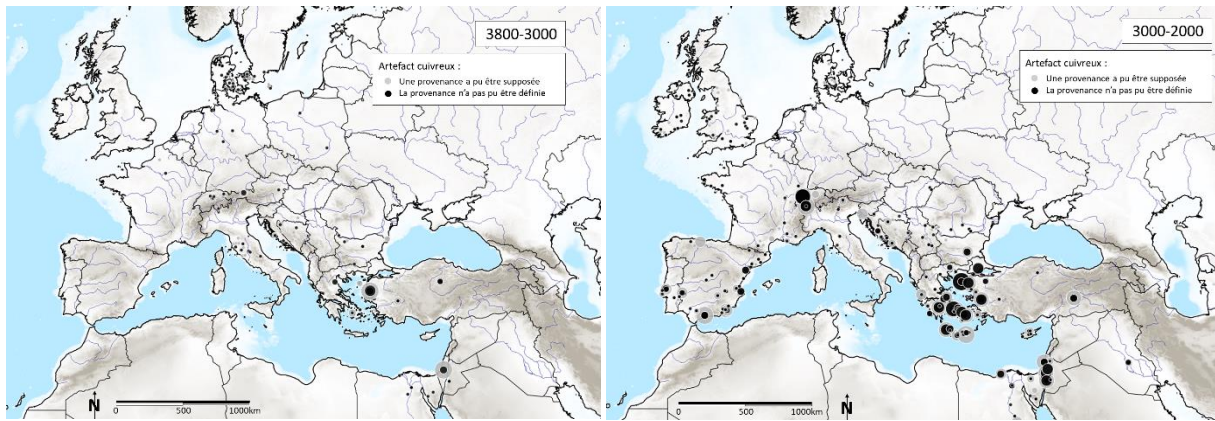 3800-3000
Artefact cuivreux :
Une provenance a pu être supposée
La provenance n'a pas pu être définie
N
0 500 1000km
3000-2000
Artefact cuivreux :
Une provenance a pu être supposée
La provenance n'a pas pu être définie
0 500 1000km
N